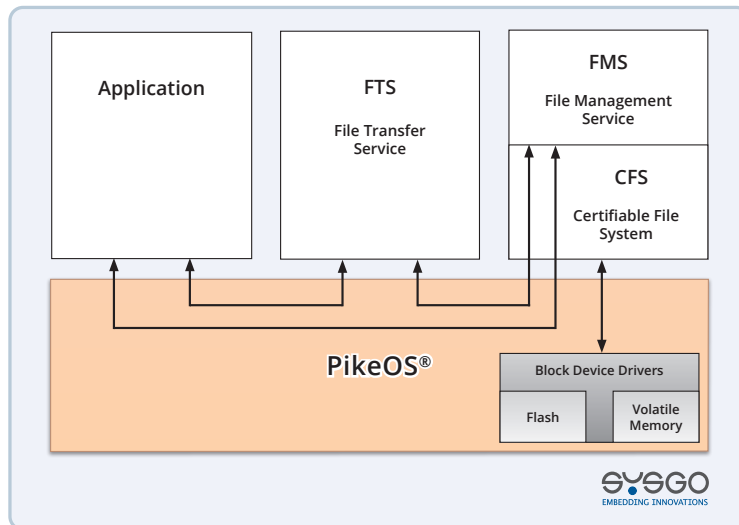 Application
FTS
File Transfer
Service
FMS
File Management
Service
CFS
Certifiable File
System
PikeOS®
Block Device Drivers
Flash
Volatile
Memory
SYSGO
EMBEDDING INNOVATIONS